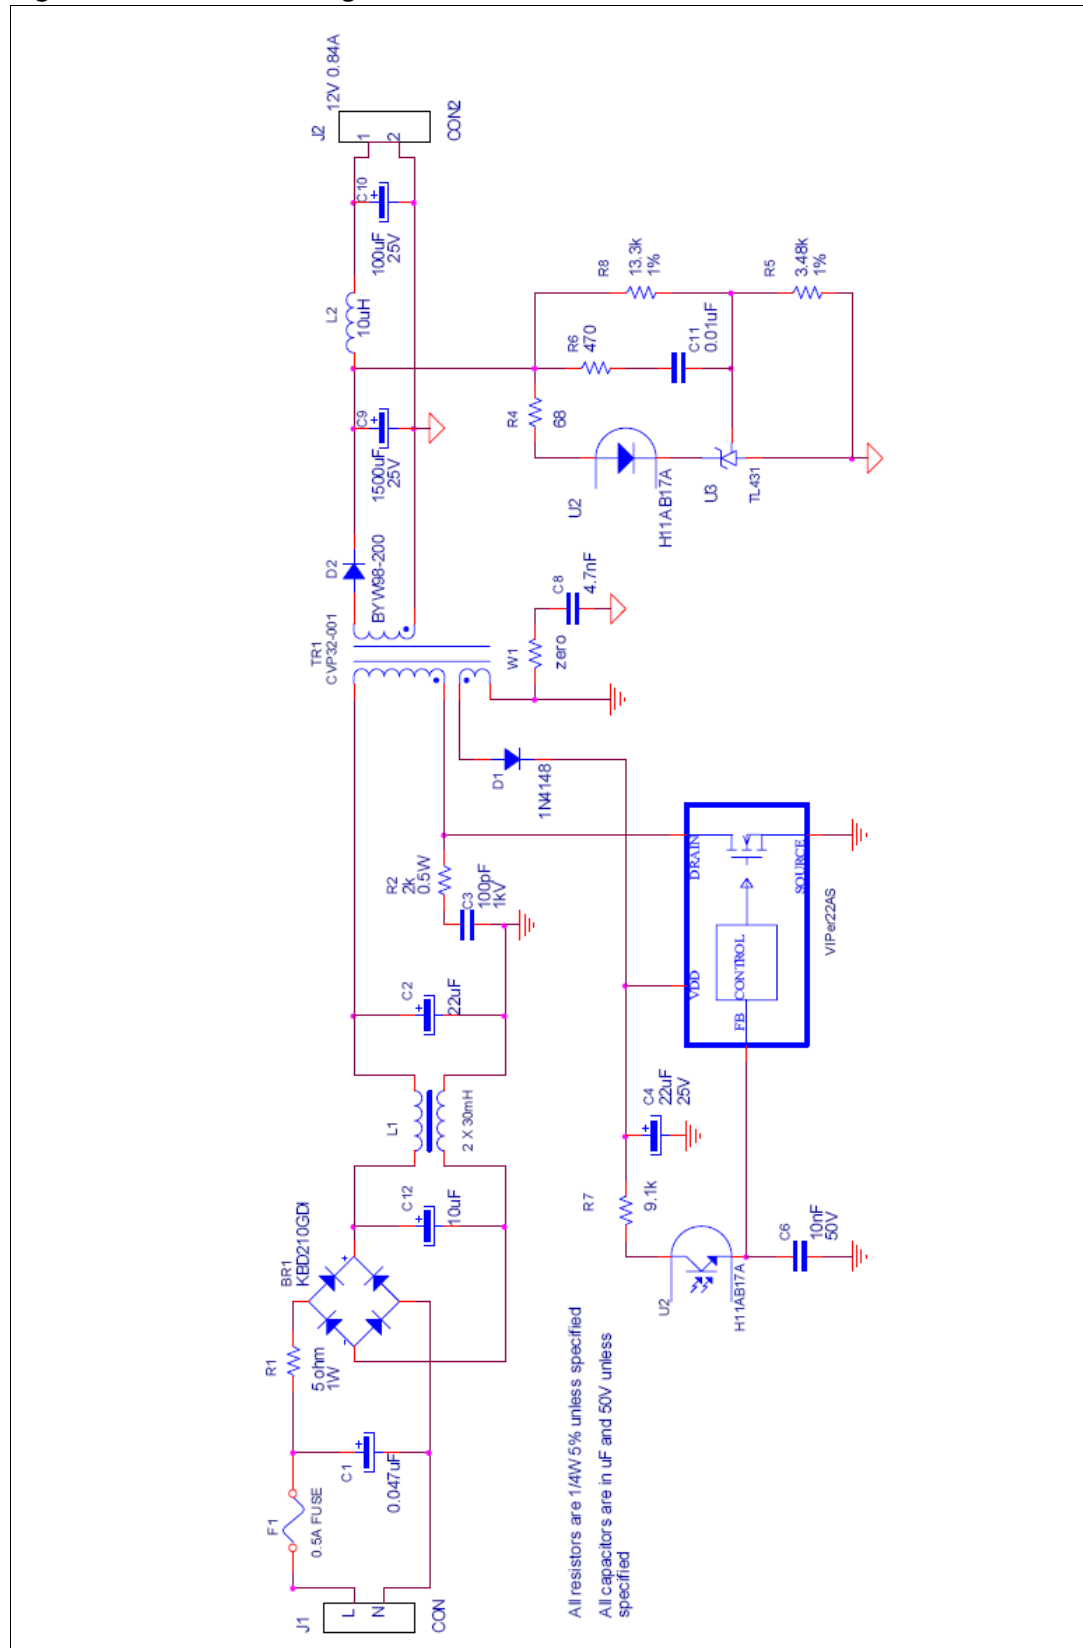 J1
CON
L
N
F1
0.5A FUSE
C1
0.047uF
R1
5 ohm
1W
BR1
KBD210GDI
+
-
C12
10uF
L1
2 X 30mH
C2
22uF
R2
2k
0.5W
C3
100pF
1kV
TR1
CVP32-001
D2
BYW98-200
C9
1500uF
25V
L2
10uH
C10
100uF
25V
J2
12V 0.84A
1
2
CON2
D1
1N4148
W1
zero
C8
4.7nF
R4
68
R6
470
C11
0.01uF
R8
13.3k
1%
R5
3.48k
1%
U2
H11AB17A
U3
TL431
DRAIN
SOURCE
VDD
CONTROL
FB
VIPer22AS
C4
22uF
25V
R7
9.1k
U2
H11AB17A
C6
10nF
50V
All resistors are 1/4W 5% unless specified
All capacitors are in uF and 50V unless
specified